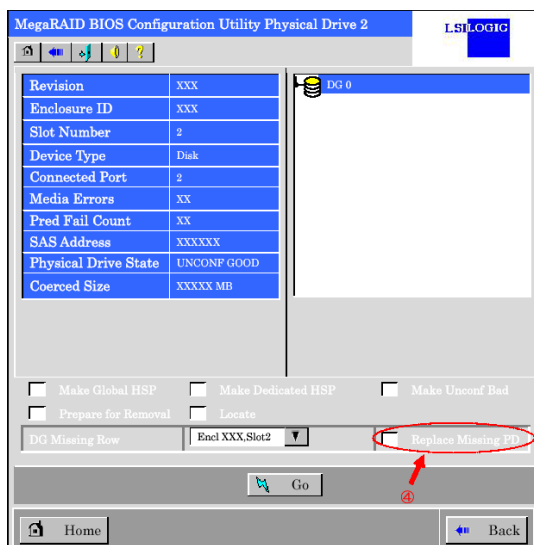 MegaRAID BIOS Configuration Utility Physical Drive 2
LSI LOGIC
Revision XXX
Enclosure ID XXX
Slot Number 2
Device Type Disk
Connected Port 2
Media Errors XX
Pred Fail Count XX
SAS Address XXXXXX
Physical Drive State UNCONF GOOD
Coerced Size XXXXX MB
DG 0
Make Global HSP Make Dedicated HSP Make Unconf Bad
Prepare for Removal Locate
DG Missing Row Encl XXX,Slot2 Replace Missing PD
④
Go
Home Back